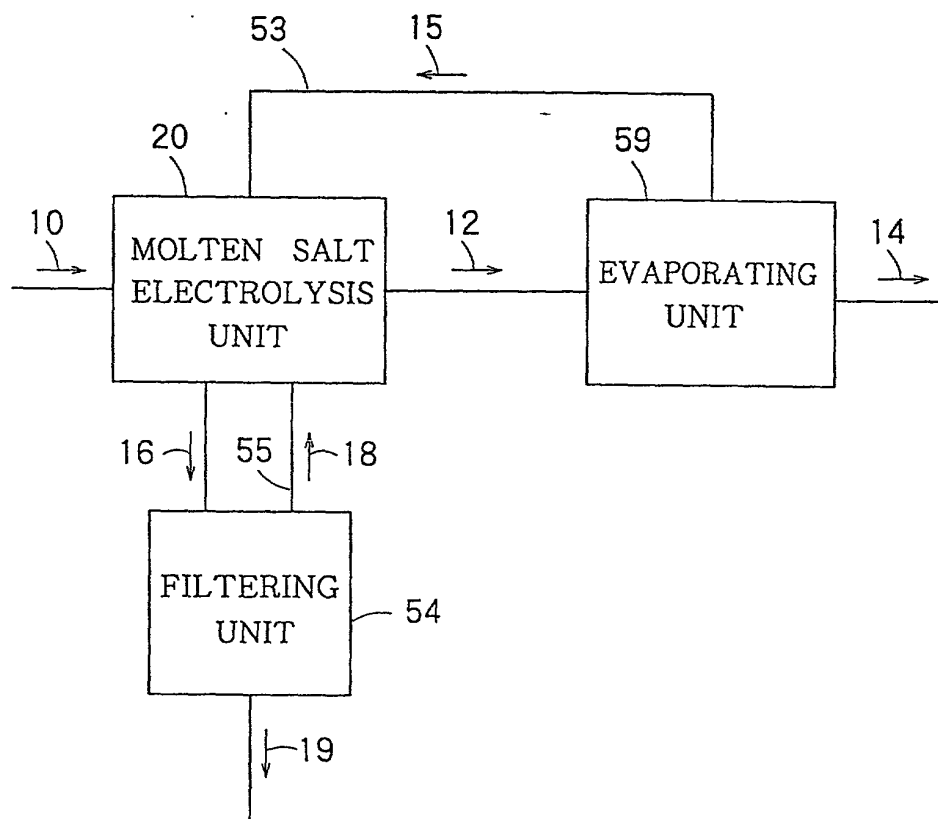 53
15
20
59
10
MOLTEN SALT
ELECTROLYSIS
UNIT
12
EVAPORATING
UNIT
14
16
55
18
FILTERING
UNIT
54
19